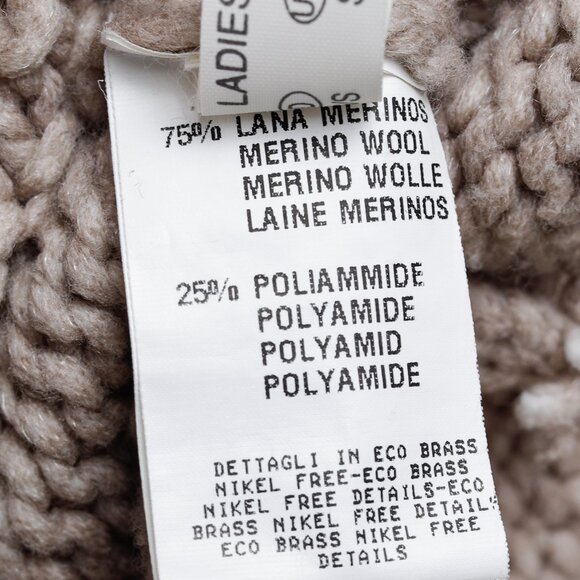 LADIES
75% LANA MERINOS
MERINO WOOL
MERINO WOLLE
LAINE MERINOS
25% POLIAMMIDE
POLYAMIDE
POLYAMID
POLYAMIDE
DETTAGLI IN ECO BRASS
NIKEL FREE-ECO BRASS
NIKEL FREE DETAILS-ECO
BRASS NIKEL FREE DETAIL
ECO BRASS NIKEL FREE
DETAILS